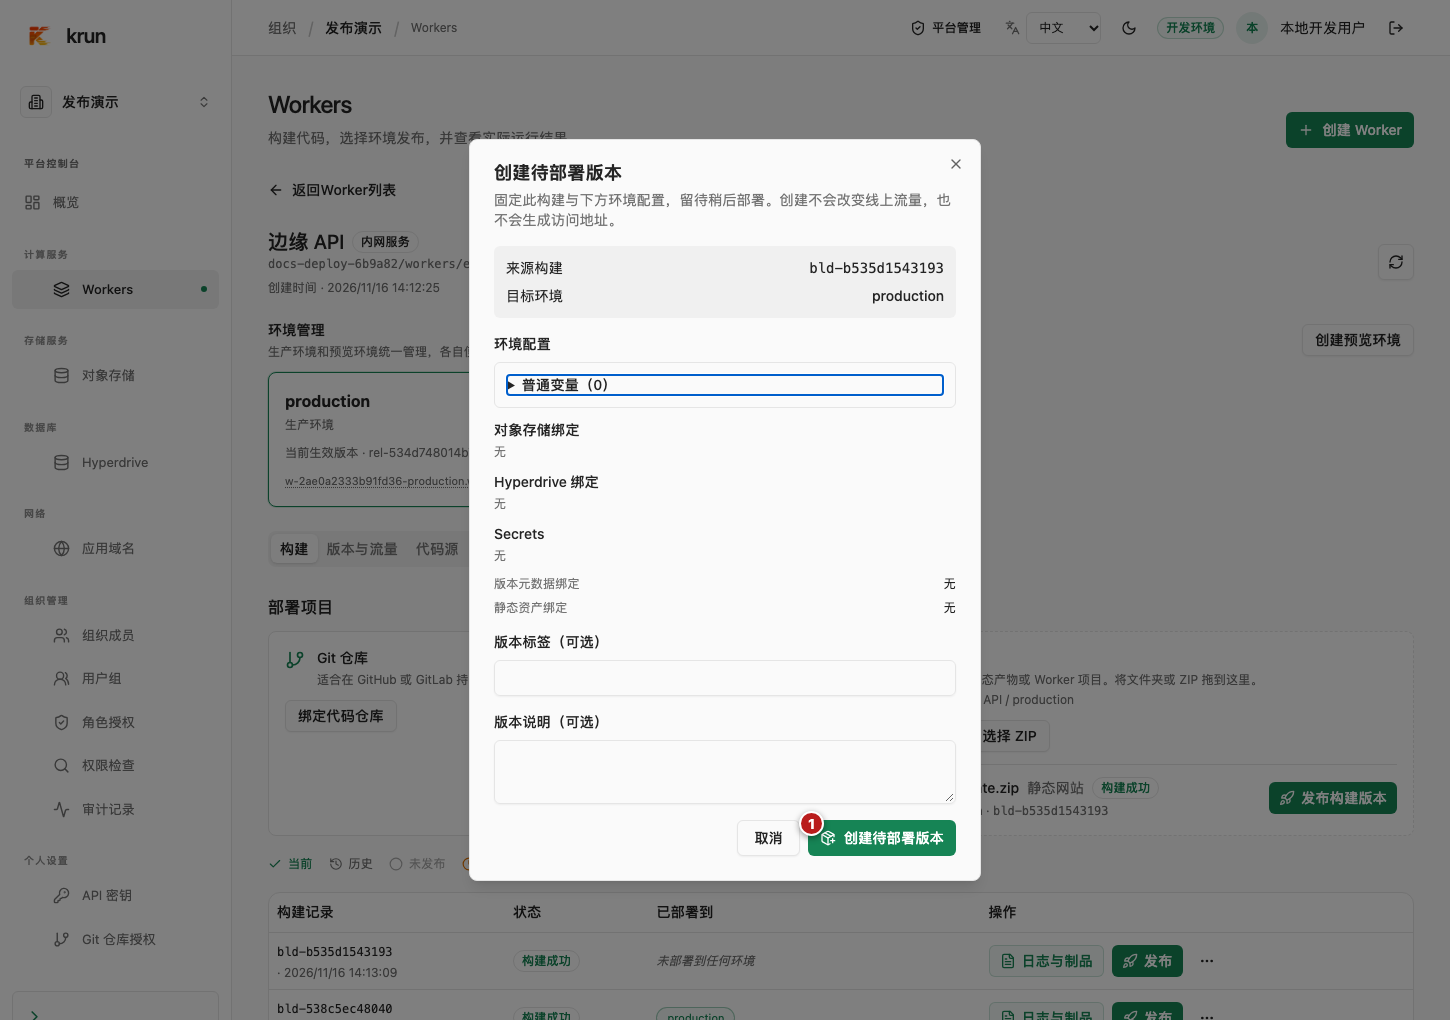 krun
组织 / 发布演示 / Workers
平台管理
中文
开发环境
本
本地开发用户
发布演示
平台控制台
概览
计算服务
Workers
存储服务
对象存储
数据库
Hyperdrive
网络
应用域名
组织管理
组织成员
用户组
角色授权
权限检查
审计记录
个人设置
API 密钥
Git 仓库授权
Workers
构建代码，选择环境发布，并查看实际运行结果
创建 Worker
返回Worker列表
边缘 API 内网服务
docs-deploy-6b9a82/workers/e
创建时间 · 2026/11/16 14:12:25
环境管理
生产环境和预览环境统一管理，各自
创建预览环境
production
生产环境
当前生效版本 · rel-534d748014b
w-2ae0a2333b91fd36-production.
构建 版本与流量 代码源
部署项目
Git 仓库
适合在 GitHub 或 GitLab 持
绑定代码仓库
态产物或 Worker 项目。将文件夹或 ZIP 拖到这里。
API / production
选择 ZIP
te.zip 静态网站 构建成功
· bld-b535d1543193
发布构建版本
当前 历史 未发布
构建记录 状态 已部署到 操作
bld-b535d1543193
· 2026/11/16 14:13:09
构建成功 未部署到任何环境 日志与制品 发布 ···
bld-538c5ec48040
构建成功 production 日志与制品 发布 ···
创建待部署版本
固定此构建与下方环境配置，留待稍后部署。创建不会改变线上流量，也
不会生成访问地址。
来源构建 bld-b535d1543193
目标环境 production
环境配置
普通变量（0）
对象存储绑定
无
Hyperdrive 绑定
无
Secrets
无
版本元数据绑定 无
静态资产绑定 无
版本标签（可选）
版本说明（可选）
取消
1
创建待部署版本